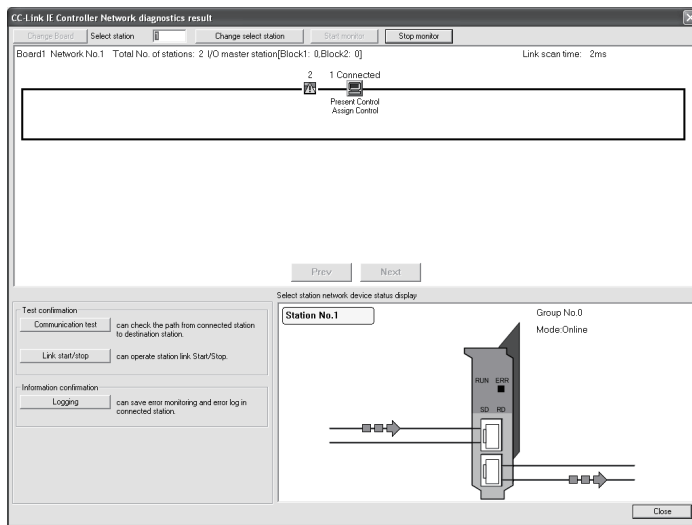 CC-Link IE Controller Network diagnostics result
Change Board Select station 1 Change select station Start monitor Stop monitor
Board1 Network No.1 Total No. of stations: 2 I/O master station[Block1: 0,Block2: 0] Link scan time: 2ms
2 1 Connected
Present Control
Assign Control
Prev Next
Select station network device status display
Test confirmation
Communication test can check the path from connected station
to destination station.
Link start/stop can operate station link Start/Stop.
Information confirmation
Logging can save error monitoring and error log in
connected station.
Station No.1
Group No.0
Mode:Online
RUN ERR
SD RD
Close